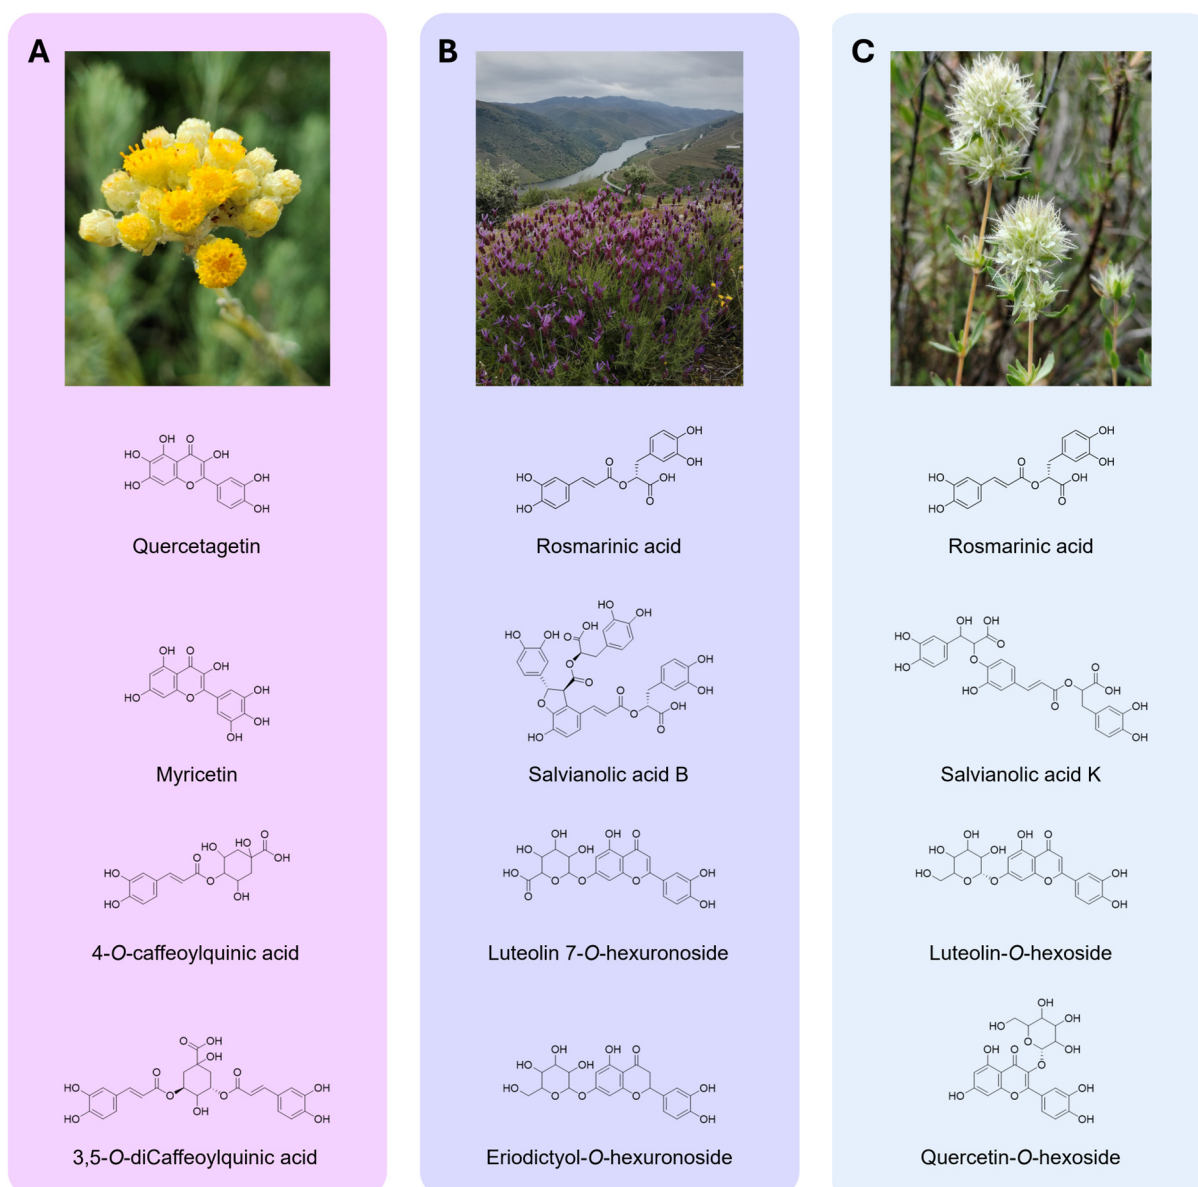 A
B
C
Quercetagetin
Rosmarinic acid
Rosmarinic acid
Myricetin
Salvianolic acid B
Salvianolic acid K
4-O-caffeoylquinic acid
Luteolin 7-O-hexuronoside
Luteolin-O-hexoside
3,5-O-diCaffeoylquinic acid
Eriodictyol-O-hexuronoside
Quercetin-O-hexoside